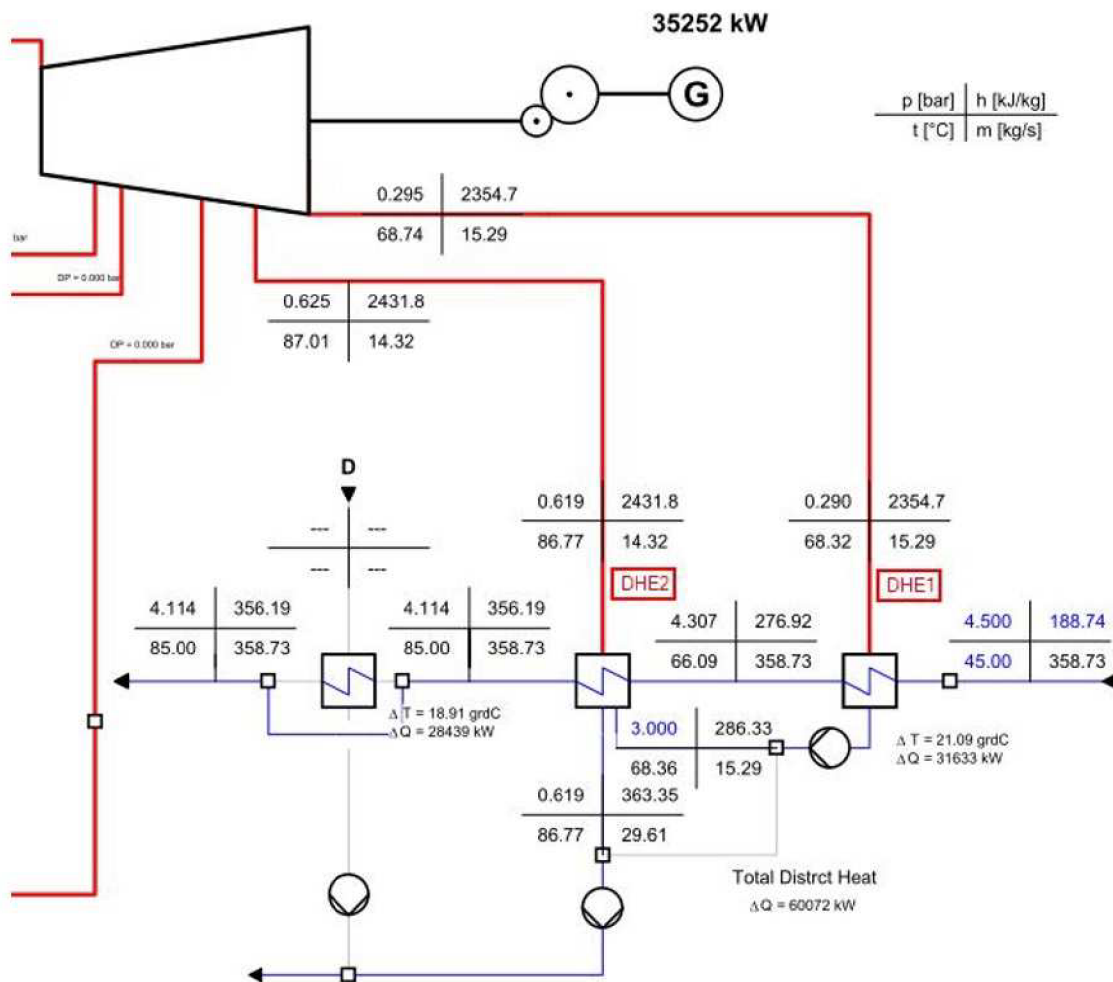 35252 kW
G
p [bar] h [kJ/kg]
t [°C] m [kg/s]
0.295 2354.7
68.74 15.29
bar
DP = 0.000 bar
0.625 2431.8
87.01 14.32
DP = 0.000 bar
D
--- ---
--- ---
0.619 2431.8
86.77 14.32
0.290 2354.7
68.32 15.29
DHE2
DHE1
4.114 356.19
85.00 358.73
4.114 356.19
85.00 358.73
4.307 276.92
66.09 358.73
4.500 188.74
45.00 358.73
Δ T = 18.91 grdC
Δ Q = 28439 kW
3.000 286.33
68.36 15.29
Δ T = 21.09 grdC
Δ Q = 31633 kW
0.619 363.35
86.77 29.61
Total Distrct Heat
Δ Q = 60072 kW